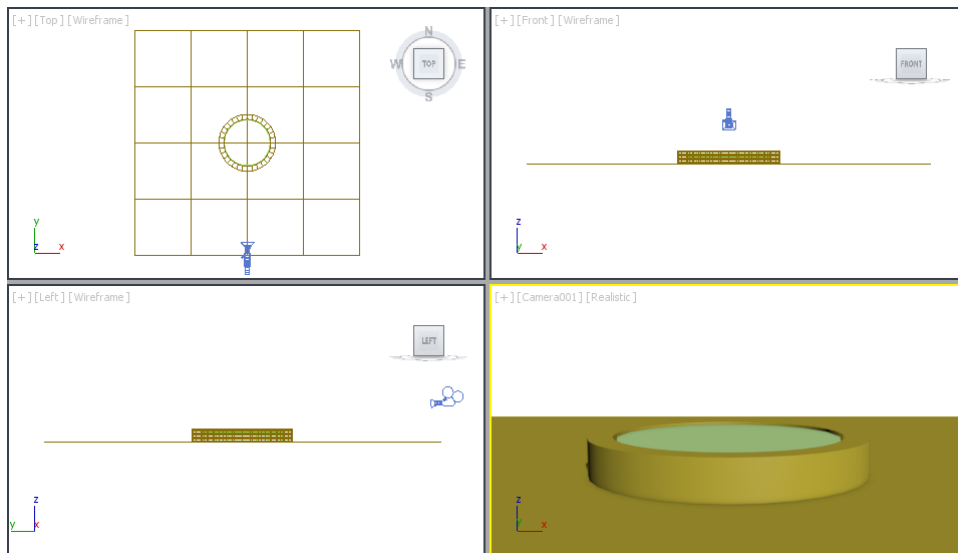 [+] [Top] [Wireframe]
N
W TOP E
S
y
z x
[+] [Front] [Wireframe]
FRONT
z
y x
[+] [Left] [Wireframe]
LEFT
z
y x
[+] [Camera001] [Realistic]
z
y x